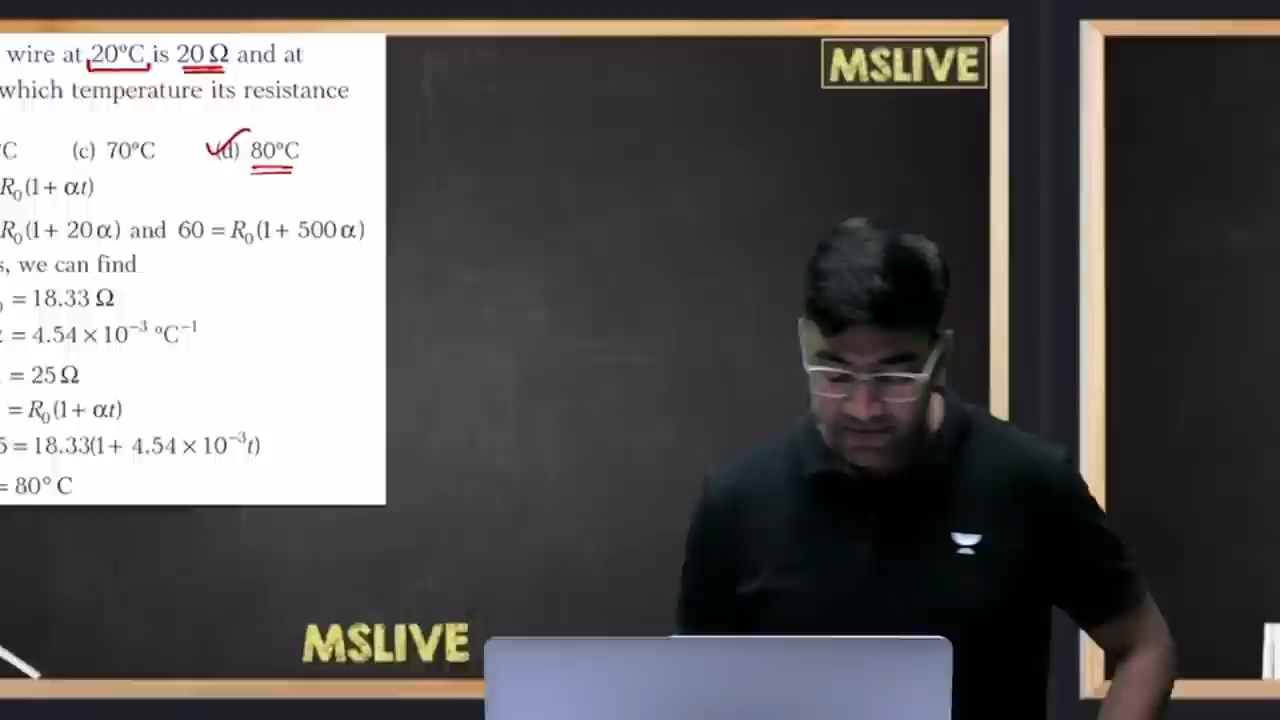 wire at 20°C is 20 Ω and at
which temperature its resistance
°C (c) 70°C (d) 80°C
R₀(1+ αt)
R₀(1+ 20α) and 60 = R₀(1+ 500α)
s, we can find
₀ = 18.33 Ω
= 4.54 × 10⁻³ °C⁻¹
= 25 Ω
= R₀(1+ αt)
5 = 18.33(1+ 4.54 × 10⁻³t)
= 80° C
MSLIVE
MSLIVE